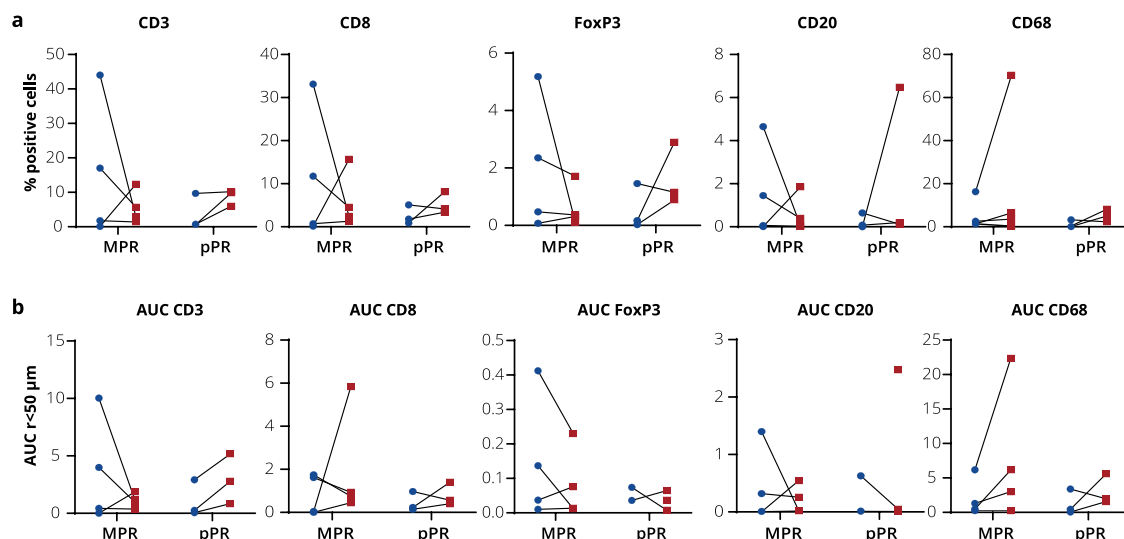 a
CD3 CD8 FoxP3 CD20 CD68
% positive cells
50 40 6 8 80
40 30 4 6 60
30 20 2 4 40
20 10 0 2 20
10 0 0 0
0
MPR pPR MPR pPR MPR pPR MPR pPR MPR pPR
b
AUC CD3 AUC CD8 AUC FoxP3 AUC CD20 AUC CD68
AUC r<50 μm
15 8 0.5 3 25
10 6 0.4 2 20
5 4 0.3 1 15
0 2 0.2 0 10
0 0.1 5
0.0 0
MPR pPR MPR pPR MPR pPR MPR pPR MPR pPR